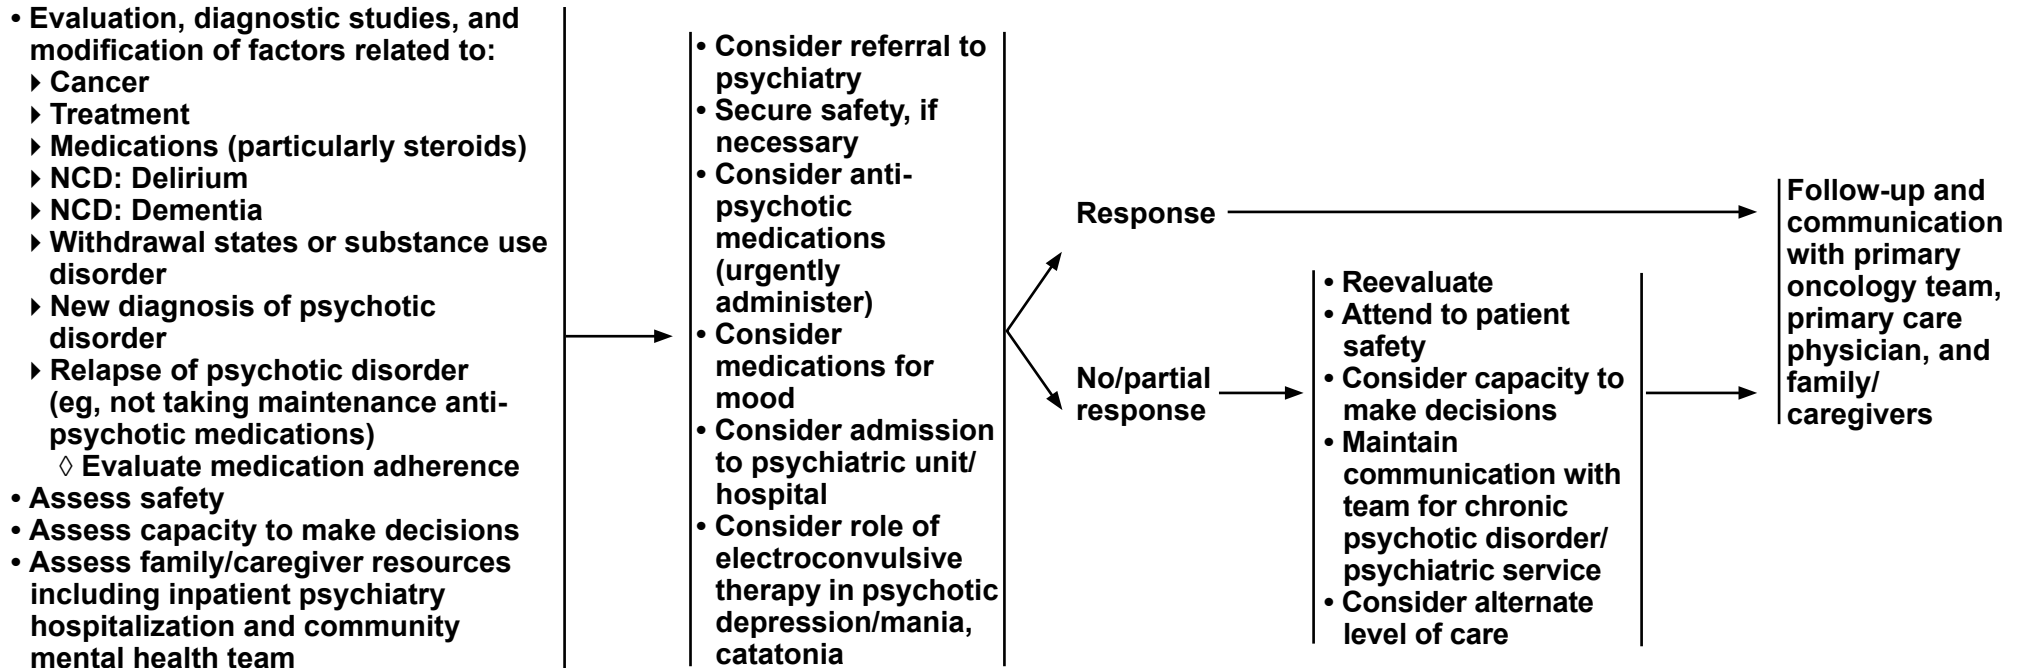 • Evaluation, diagnostic studies, and
modification of factors related to:
▶ Cancer
▶ Treatment
▶ Medications (particularly steroids)
▶ NCD: Delirium
▶ NCD: Dementia
▶ Withdrawal states or substance use
disorder
▶ New diagnosis of psychotic
disorder
▶ Relapse of psychotic disorder
(eg, not taking maintenance anti-
psychotic medications)
◊ Evaluate medication adherence
• Assess safety
• Assess capacity to make decisions
• Assess family/caregiver resources
including inpatient psychiatry
hospitalization and community
mental health team
• Consider referral to
psychiatry
• Secure safety, if
necessary
• Consider anti-
psychotic
medications
(urgently
administer)
• Consider
medications for
mood
• Consider admission
to psychiatric unit/
hospital
• Consider role of
electroconvulsive
therapy in psychotic
depression/mania,
catatonia
Response
No/partial
response
• Reevaluate
• Attend to patient
safety
• Consider capacity to
make decisions
• Maintain
communication with
team for chronic
psychotic disorder/
psychiatric service
• Consider alternate
level of care
Follow-up and
communication
with primary
oncology team,
primary care
physician, and
family/
caregivers